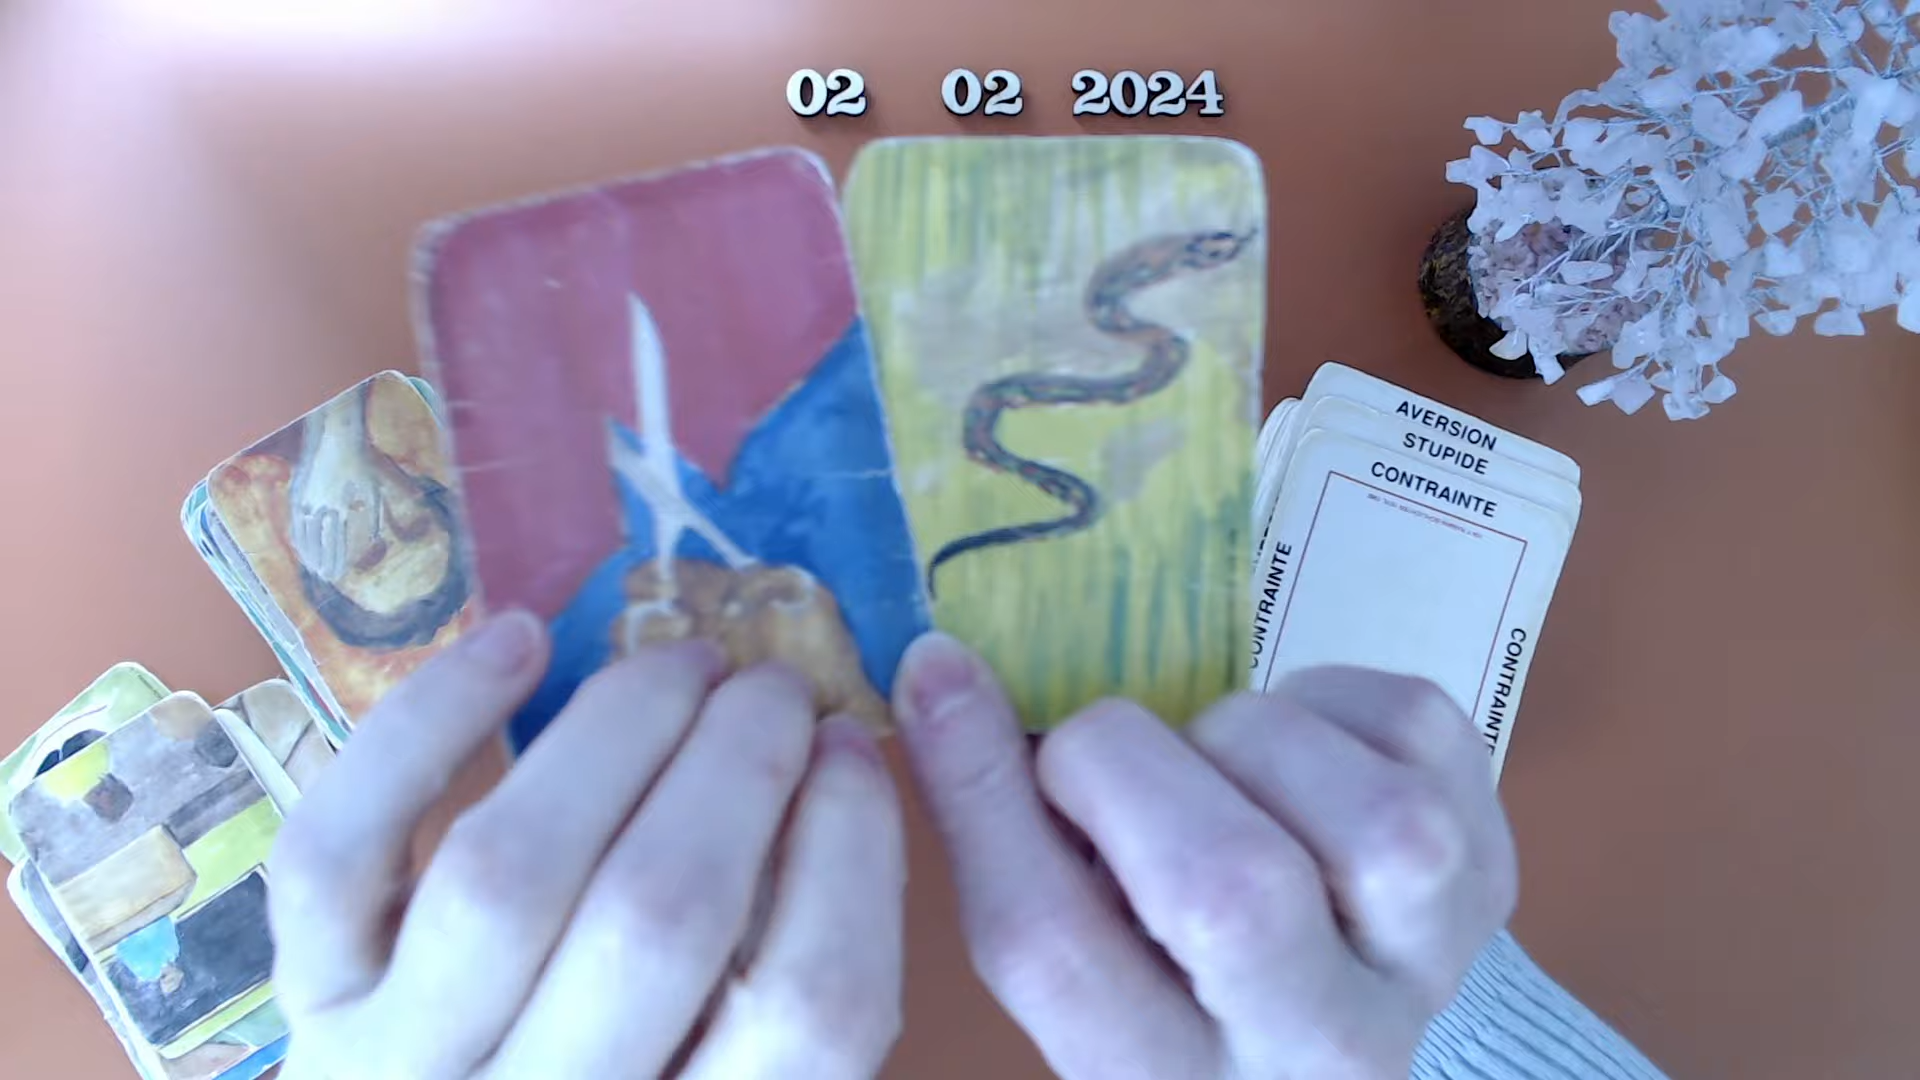 02 02 2024
AVERSION
STUPIDE
CONTRAINTE
CONTRAINTE
CONTRAINTE